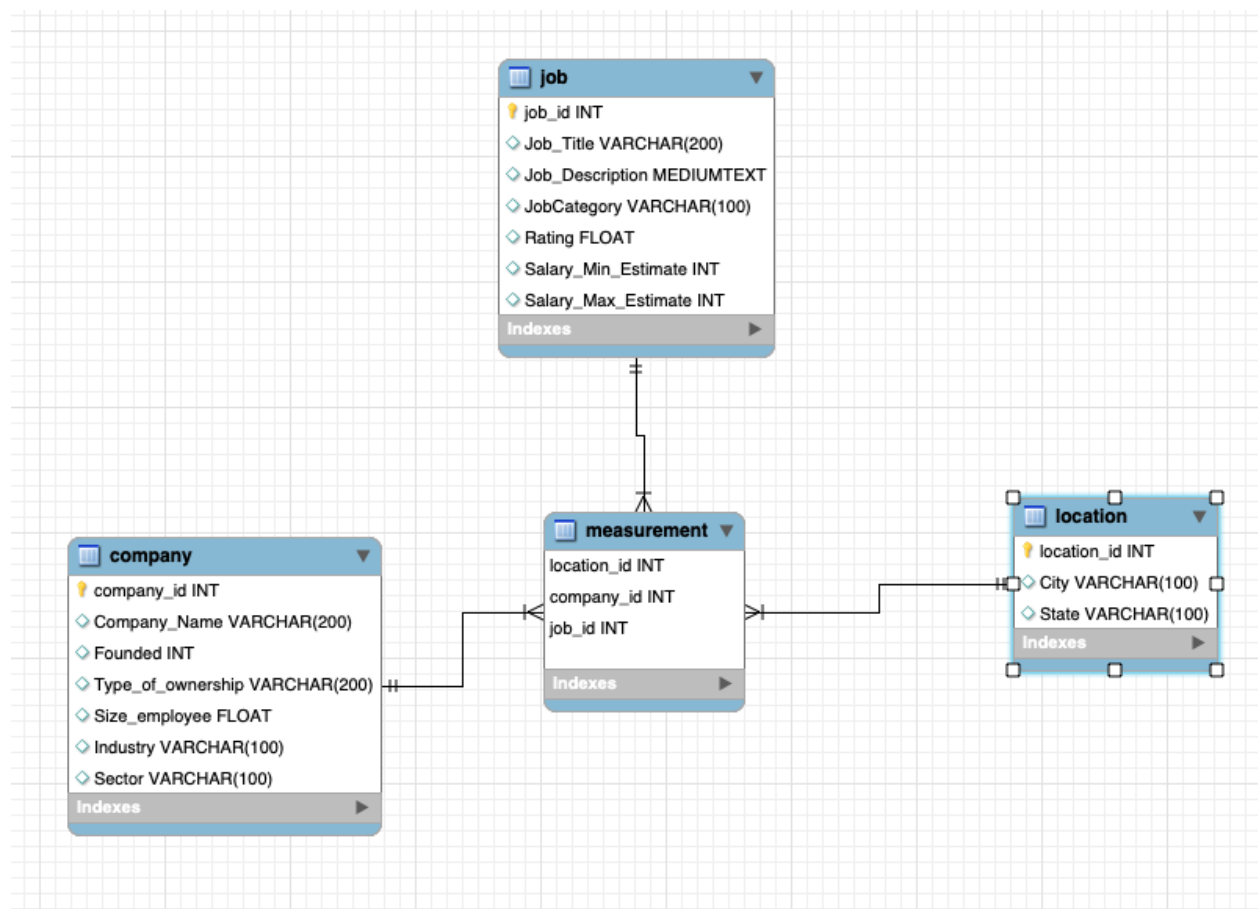 job
job_id INT
Job_Title VARCHAR(200)
Job_Description MEDIUMTEXT
JobCategory VARCHAR(100)
Rating FLOAT
Salary_Min_Estimate INT
Salary_Max_Estimate INT
Indexes
company
company_id INT
Company_Name VARCHAR(200)
Founded INT
Type_of_ownership VARCHAR(200)
Size_employee FLOAT
Industry VARCHAR(100)
Sector VARCHAR(100)
Indexes
measurement
location_id INT
company_id INT
job_id INT
Indexes
location
location_id INT
City VARCHAR(100)
State VARCHAR(100)
Indexes